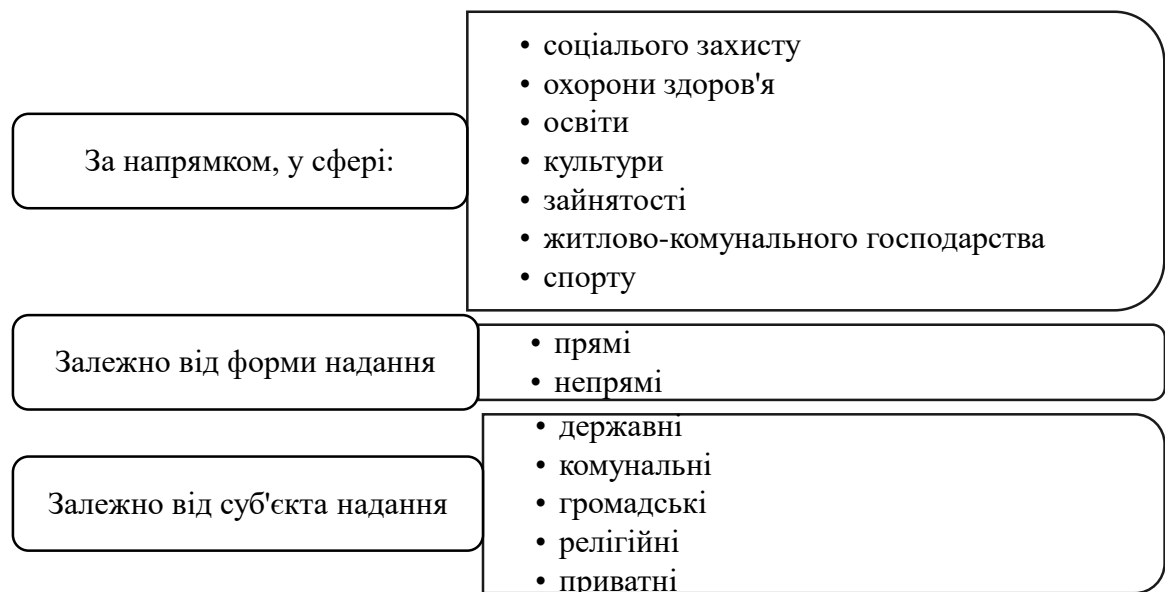 За напрямком, у сфері:
• соціального захисту
• охорони здоров'я
• освіти
• культури
• зайнятості
• житлово-комунального господарства
• спорту
Залежно від форми надання
• прямі
• непрямі
Залежно від суб'єкта надання
• державні
• комунальні
• громадські
• релігійні
• приватні